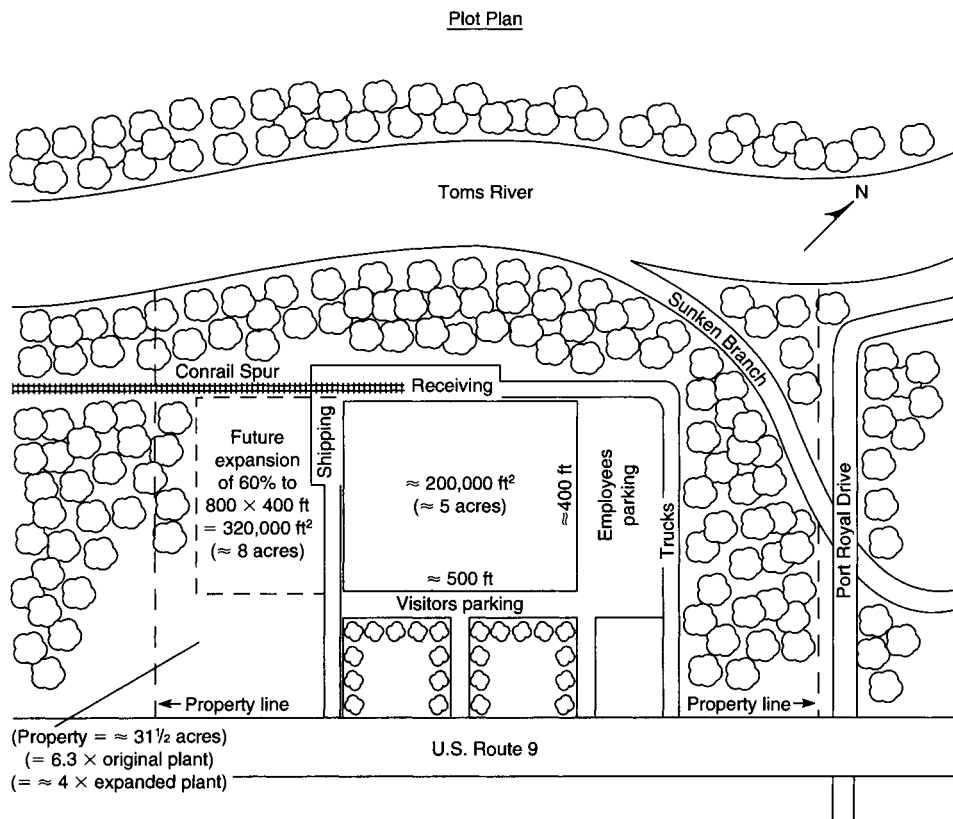 Plot Plan
Toms River
N
Sunken Branch
Conrail Spur
Receiving
Shipping
Future
expansion
of 60% to
800 × 400 ft
= 320,000 ft²
(≈ 8 acres)
≈ 200,000 ft²
(≈ 5 acres)
≈400 ft
Employees
parking
Trucks
Port Royal Drive
≈ 500 ft
Visitors parking
← Property line
Property line→
(Property = ≈ 31½ acres)
(= 6.3 × original plant)
(= ≈ 4 × expanded plant)
U.S. Route 9